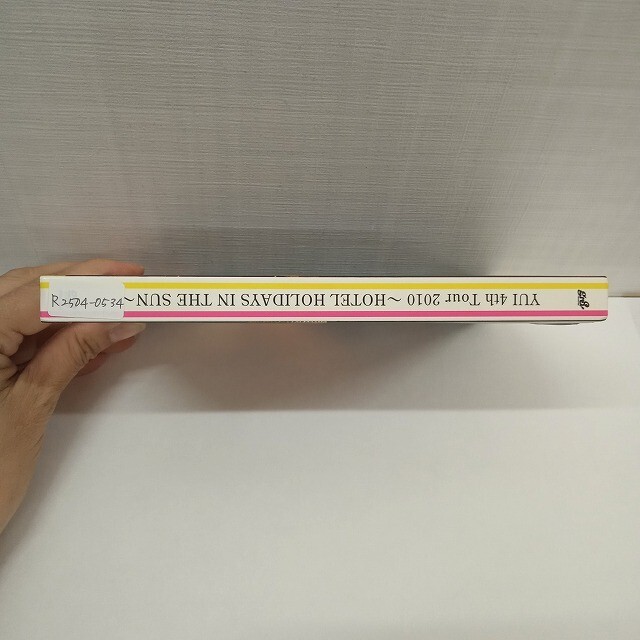 YUI 4th Tour 2010～HOTEL HOLIDAYS IN THE SUN～
R2504-0534